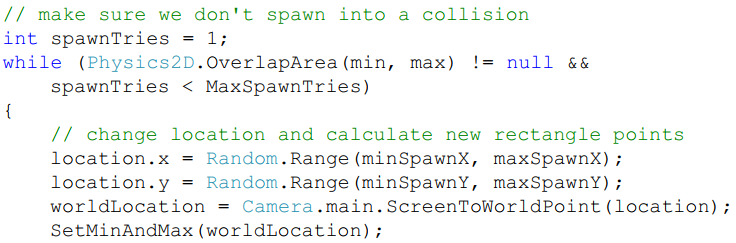 // make sure we don't spawn into a collision
int spawnTries = 1;
while (Physics2D.OverlapArea(min, max) != null &&
    spawnTries < MaxSpawnTries)
{
    // change location and calculate new rectangle points
    location.x = Random.Range(minSpawnX, maxSpawnX);
    location.y = Random.Range(minSpawnY, maxSpawnY);
    worldLocation = Camera.main.ScreenToWorldPoint(location);
    SetMinAndMax(worldLocation);